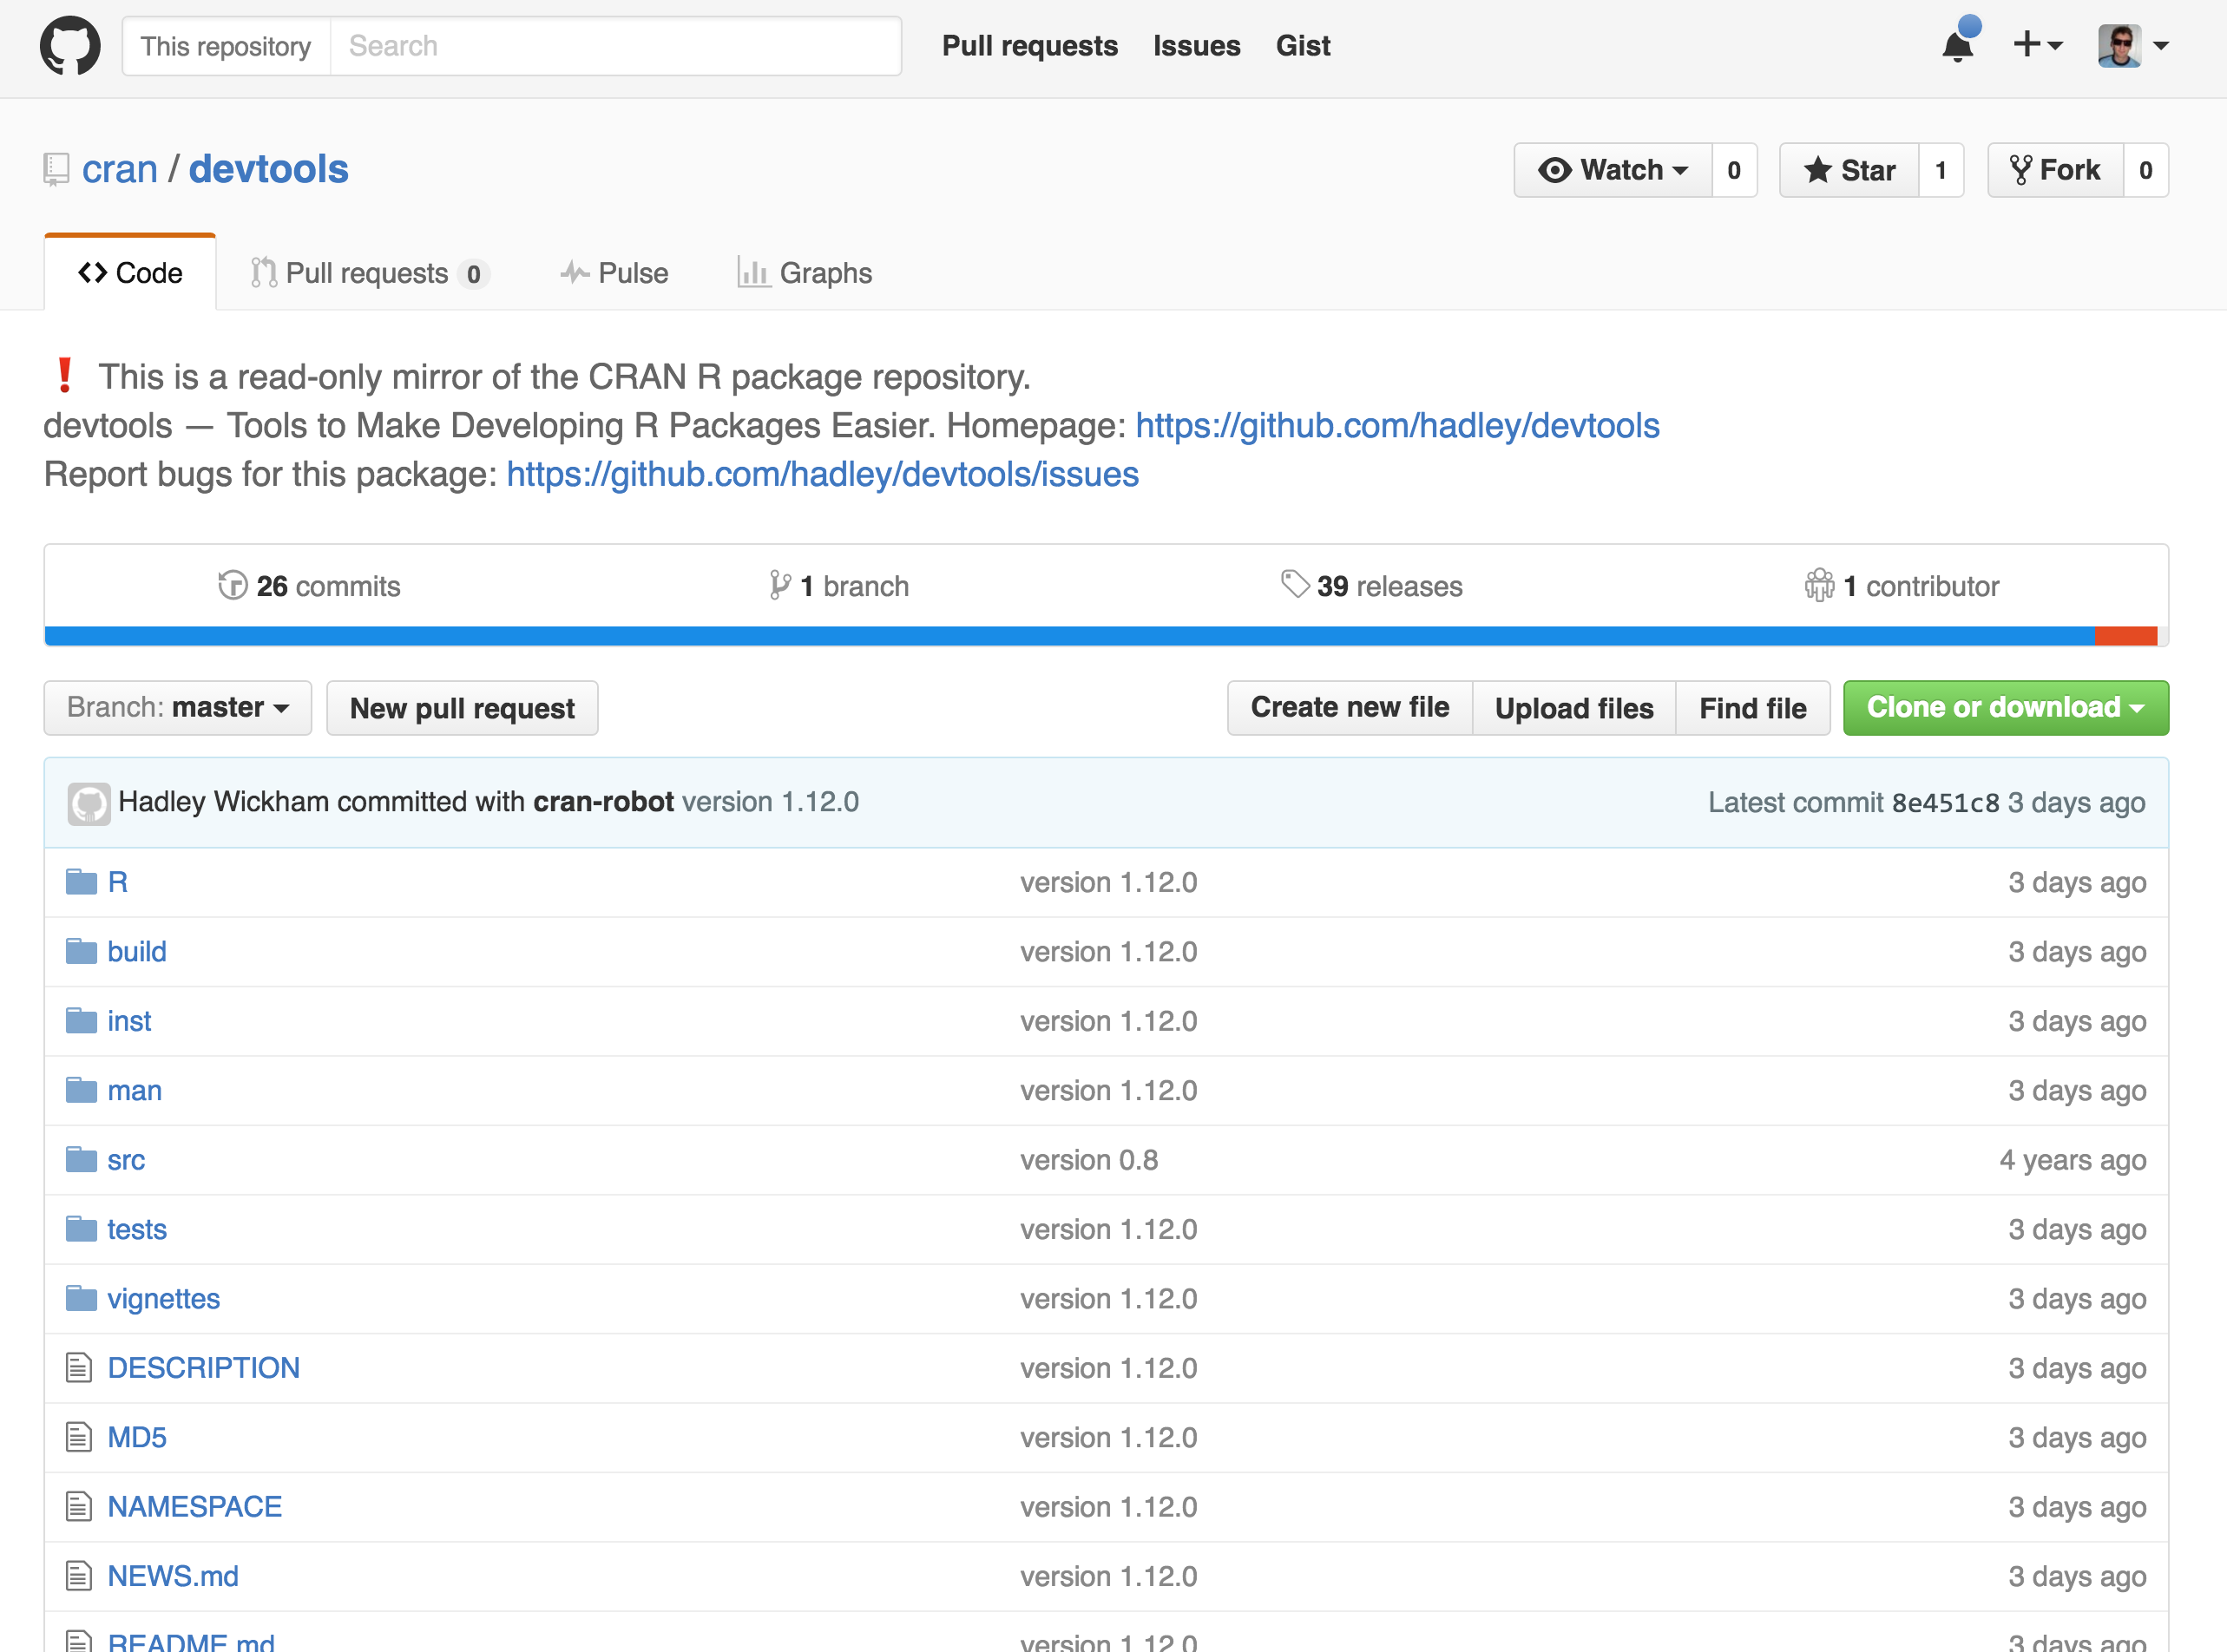 This repository Search Pull requests Issues Gist
cran / devtools Watch 0 Star 1 Fork 0
Code Pull requests 0 Pulse Graphs
❗ This is a read-only mirror of the CRAN R package repository.
devtools — Tools to Make Developing R Packages Easier. Homepage: https://github.com/hadley/devtools
Report bugs for this package: https://github.com/hadley/devtools/issues
26 commits 1 branch 39 releases 1 contributor
Branch: master New pull request Create new file Upload files Find file Clone or download
Hadley Wickham committed with cran-robot version 1.12.0 Latest commit 8e451c8 3 days ago
R version 1.12.0 3 days ago
build version 1.12.0 3 days ago
inst version 1.12.0 3 days ago
man version 1.12.0 3 days ago
src version 0.8 4 years ago
tests version 1.12.0 3 days ago
vignettes version 1.12.0 3 days ago
DESCRIPTION version 1.12.0 3 days ago
MD5 version 1.12.0 3 days ago
NAMESPACE version 1.12.0 3 days ago
NEWS.md version 1.12.0 3 days ago
README.md version 1.12.0 3 days ago